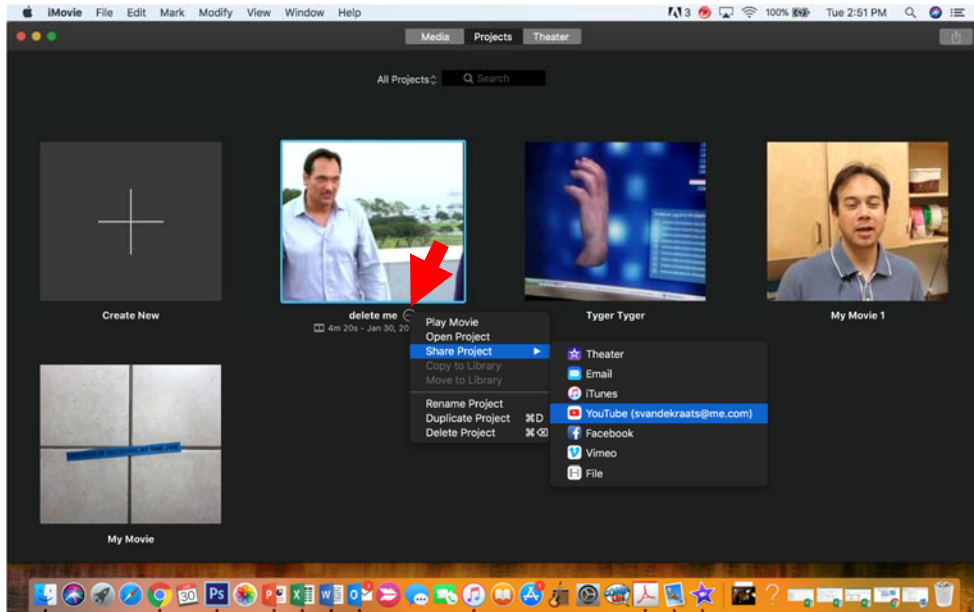 iMovie File Edit Mark Modify View Window Help 3 100% Tue 2:51 PM
Media Projects Theater
All Projects Search
Create New
delete me
4m 20s - Jan 30, 20
Tyger Tyger
My Movie 1
Play Movie
Open Project
Share Project
Copy to Library
Move to Library
Rename Project
Duplicate Project ⌘D
Delete Project ⌘⌫
Theater
Email
iTunes
YouTube (svandekraats@me.com)
Facebook
Vimeo
File
My Movie
30 Ps